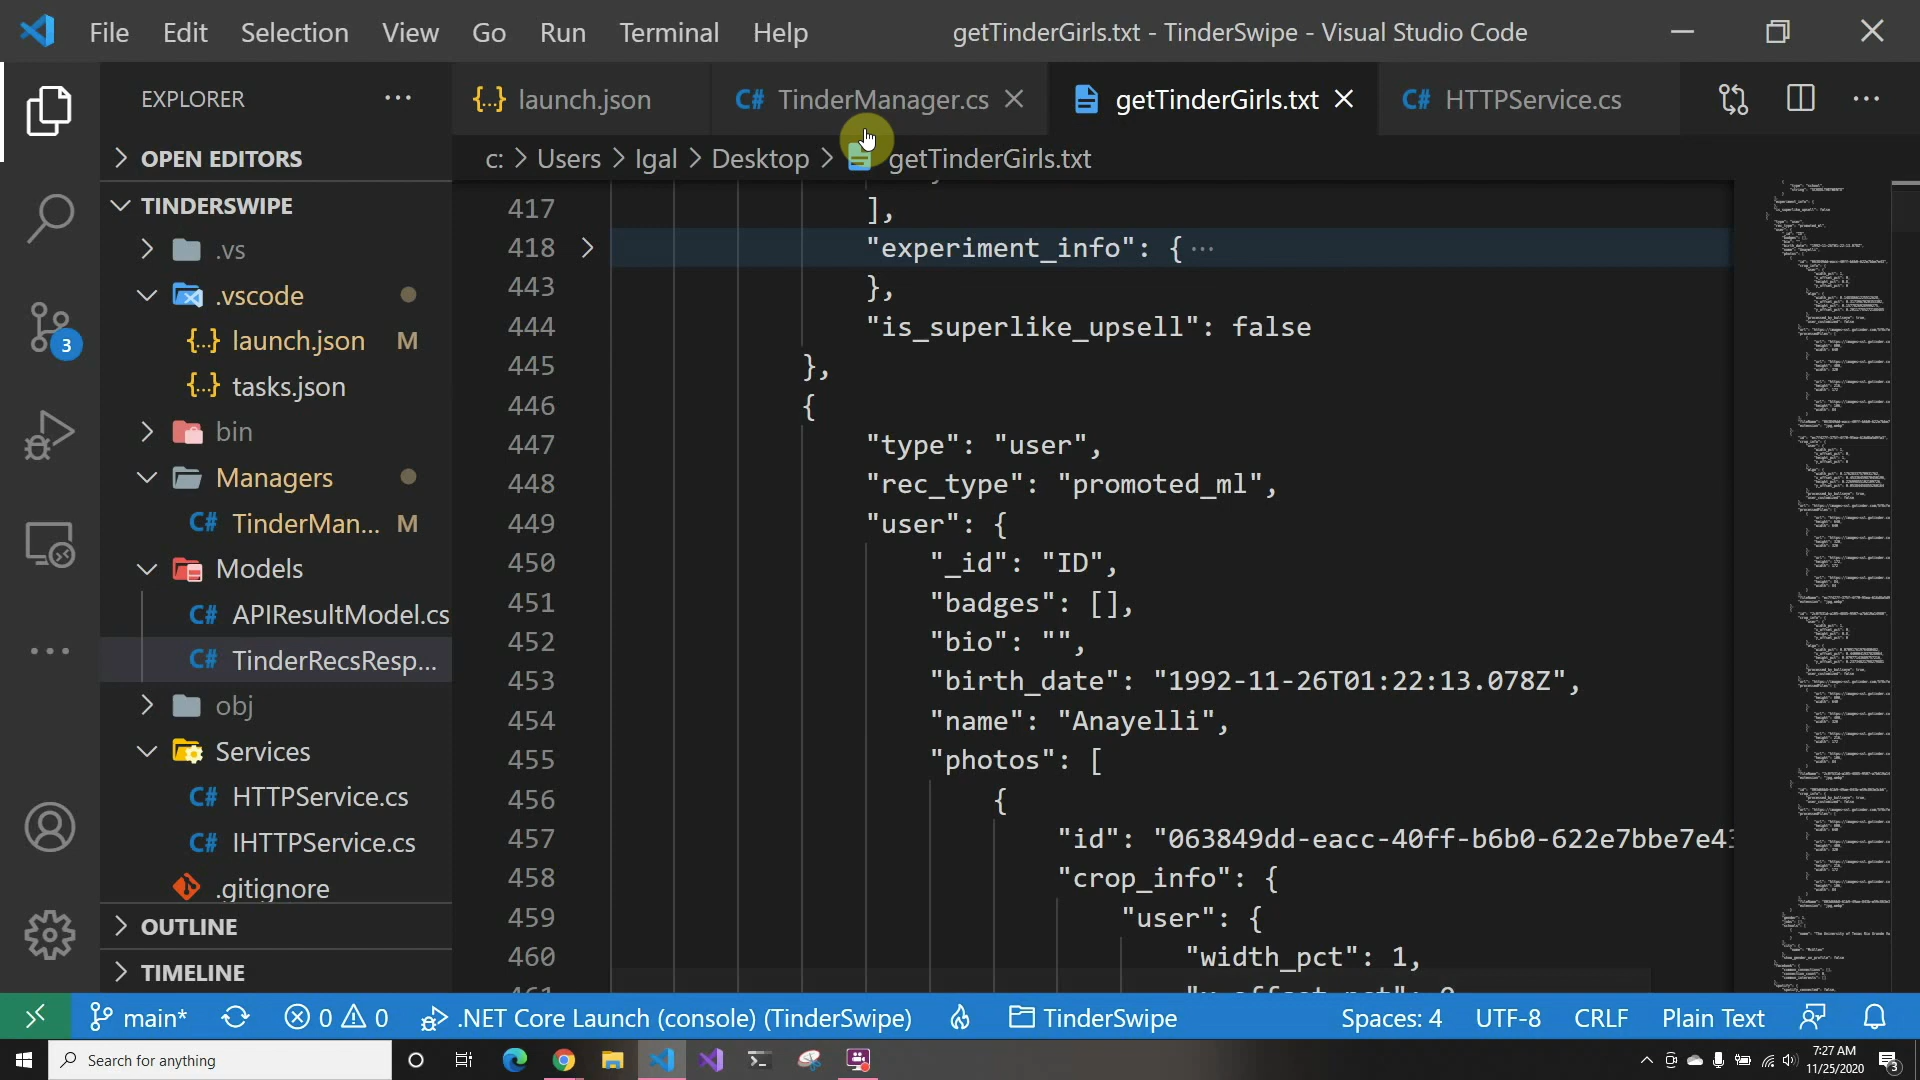 File Edit Selection View Go Run Terminal Help getTinderGirls.txt - TinderSwipe - Visual Studio Code
EXPLORER
{..} launch.json
C# TinderManager.cs
getTinderGirls.txt
C# HTTPService.cs
OPEN EDITORS
c: > Users > Igal > Desktop > getTinderGirls.txt
TINDERSWIPE
.vs
.vscode
{..} launch.json M
{..} tasks.json
bin
Managers
C# TinderMan... M
Models
C# APIResultModel.cs
C# TinderRecsResp...
obj
Services
C# HTTPService.cs
C# IHTTPService.cs
.gitignore
OUTLINE
TIMELINE
3
417 ],
418 "experiment_info": {···
443 },
444 "is_superlike_upsell": false
445 },
446 {
447 "type": "user",
448 "rec_type": "promoted_ml",
449 "user": {
450 "_id": "ID",
451 "badges": [],
452 "bio": "",
453 "birth_date": "1992-11-26T01:22:13.078Z",
454 "name": "Anayelli",
455 "photos": [
456 {
457 "id": "063849dd-eacc-40ff-b6b0-622e7bbe7e43
458 "crop_info": {
459 "user": {
460 "width_pct": 1,
main* 0 0 .NET Core Launch (console) (TinderSwipe) TinderSwipe Spaces: 4 UTF-8 CRLF Plain Text
Search for anything
7:27 AM
11/25/2020
3